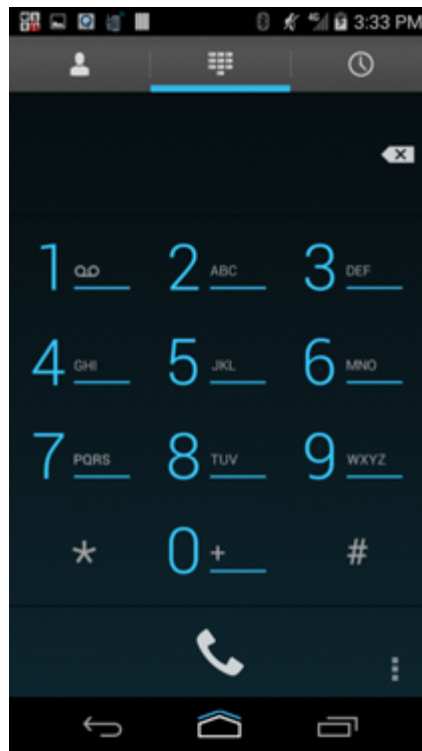 4G 3:33 PM
1 2 ABC 3 DEF
4 GHI 5 JKL 6 MNO
7 PQRS 8 TUV 9 WXYZ
* 0 + #